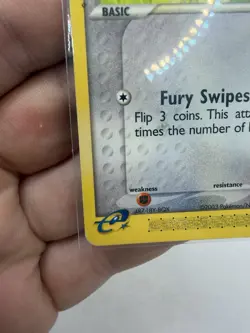 BASIC
Fury Swipes
Flip 3 coins. This att
times the number of
weakness
resistance